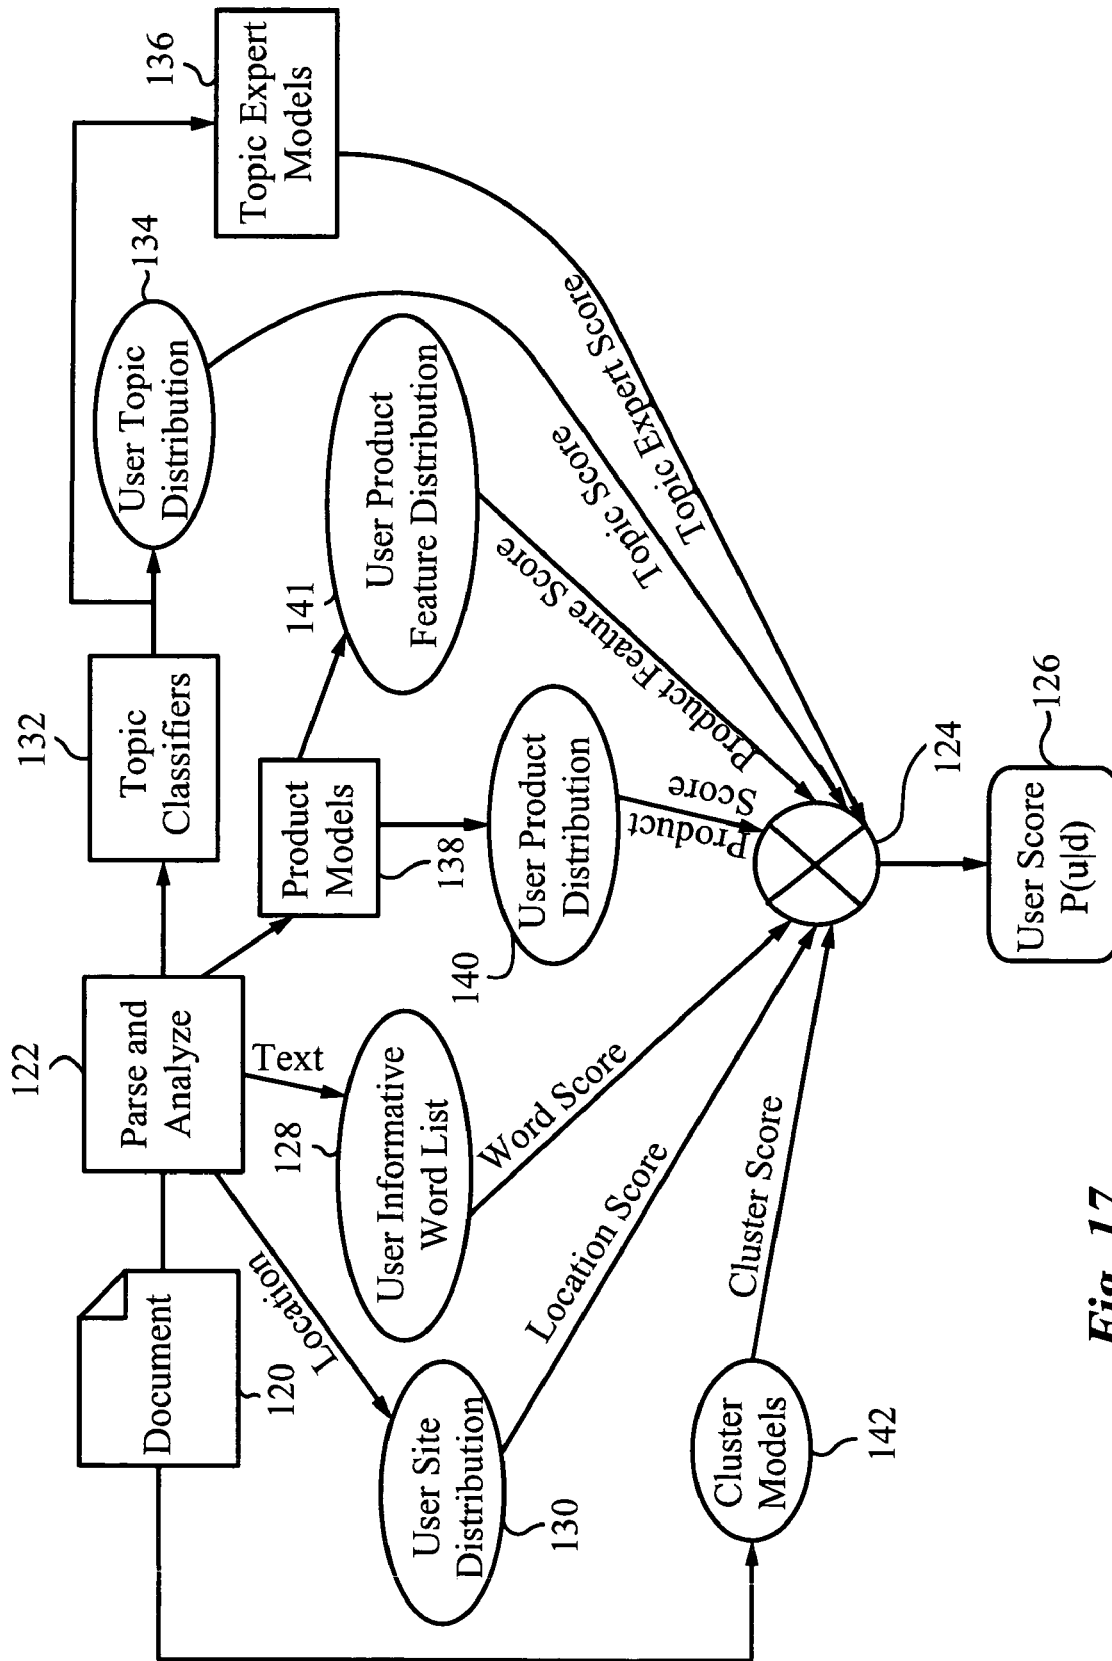 120
Document
122
Parse and
Analyze
132
Topic
Classifiers
User Topic
Distribution
134
136
Topic Expert
Models
Location
Text
128
User Informative
Word List
138
Product
Models
141
User Product
Feature Distribution
User Site
Distribution
130
140
User Product
Distribution
Word Score
Location Score
Cluster Score
Product
Score
Product Feature Score
Topic Score
Topic Expert Score
Cluster
Models
142
124
126
User Score
P(u|d)
Fig. 17